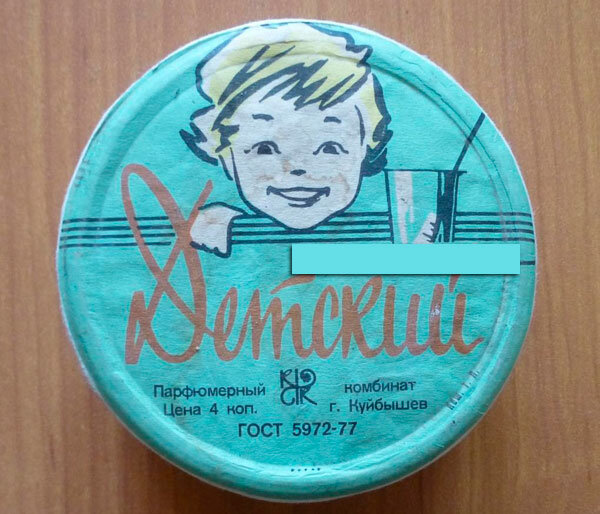 Детский
Парфюмерный комбинат
Цена 4 коп. г. Куйбышев
ГОСТ 5972-77